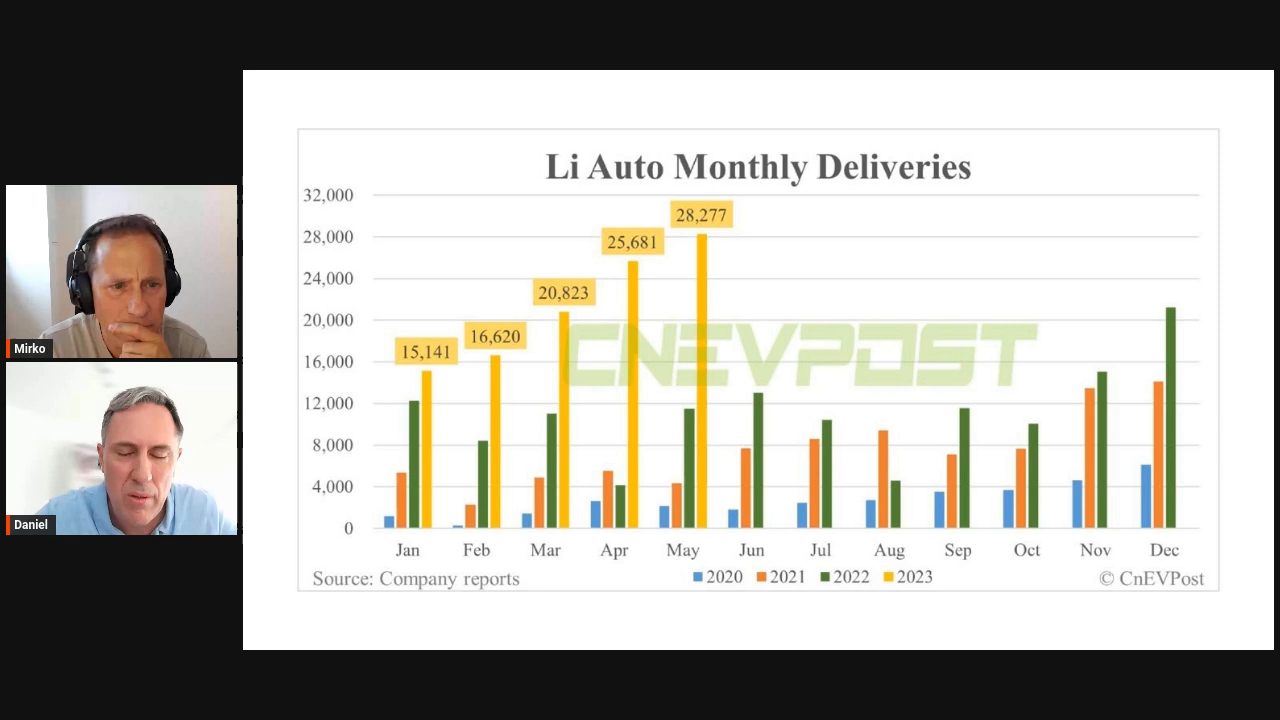 Mirko
Daniel
Li Auto Monthly Deliveries
32,000
28,000
24,000
20,000
16,000
12,000
8,000
4,000
0
15,141
16,620
20,823
25,681
28,277
CNEVPOST
Jan Feb Mar Apr May Jun Jul Aug Sep Oct Nov Dec
2020 2021 2022 2023
Source: Company reports
© CnEVPost